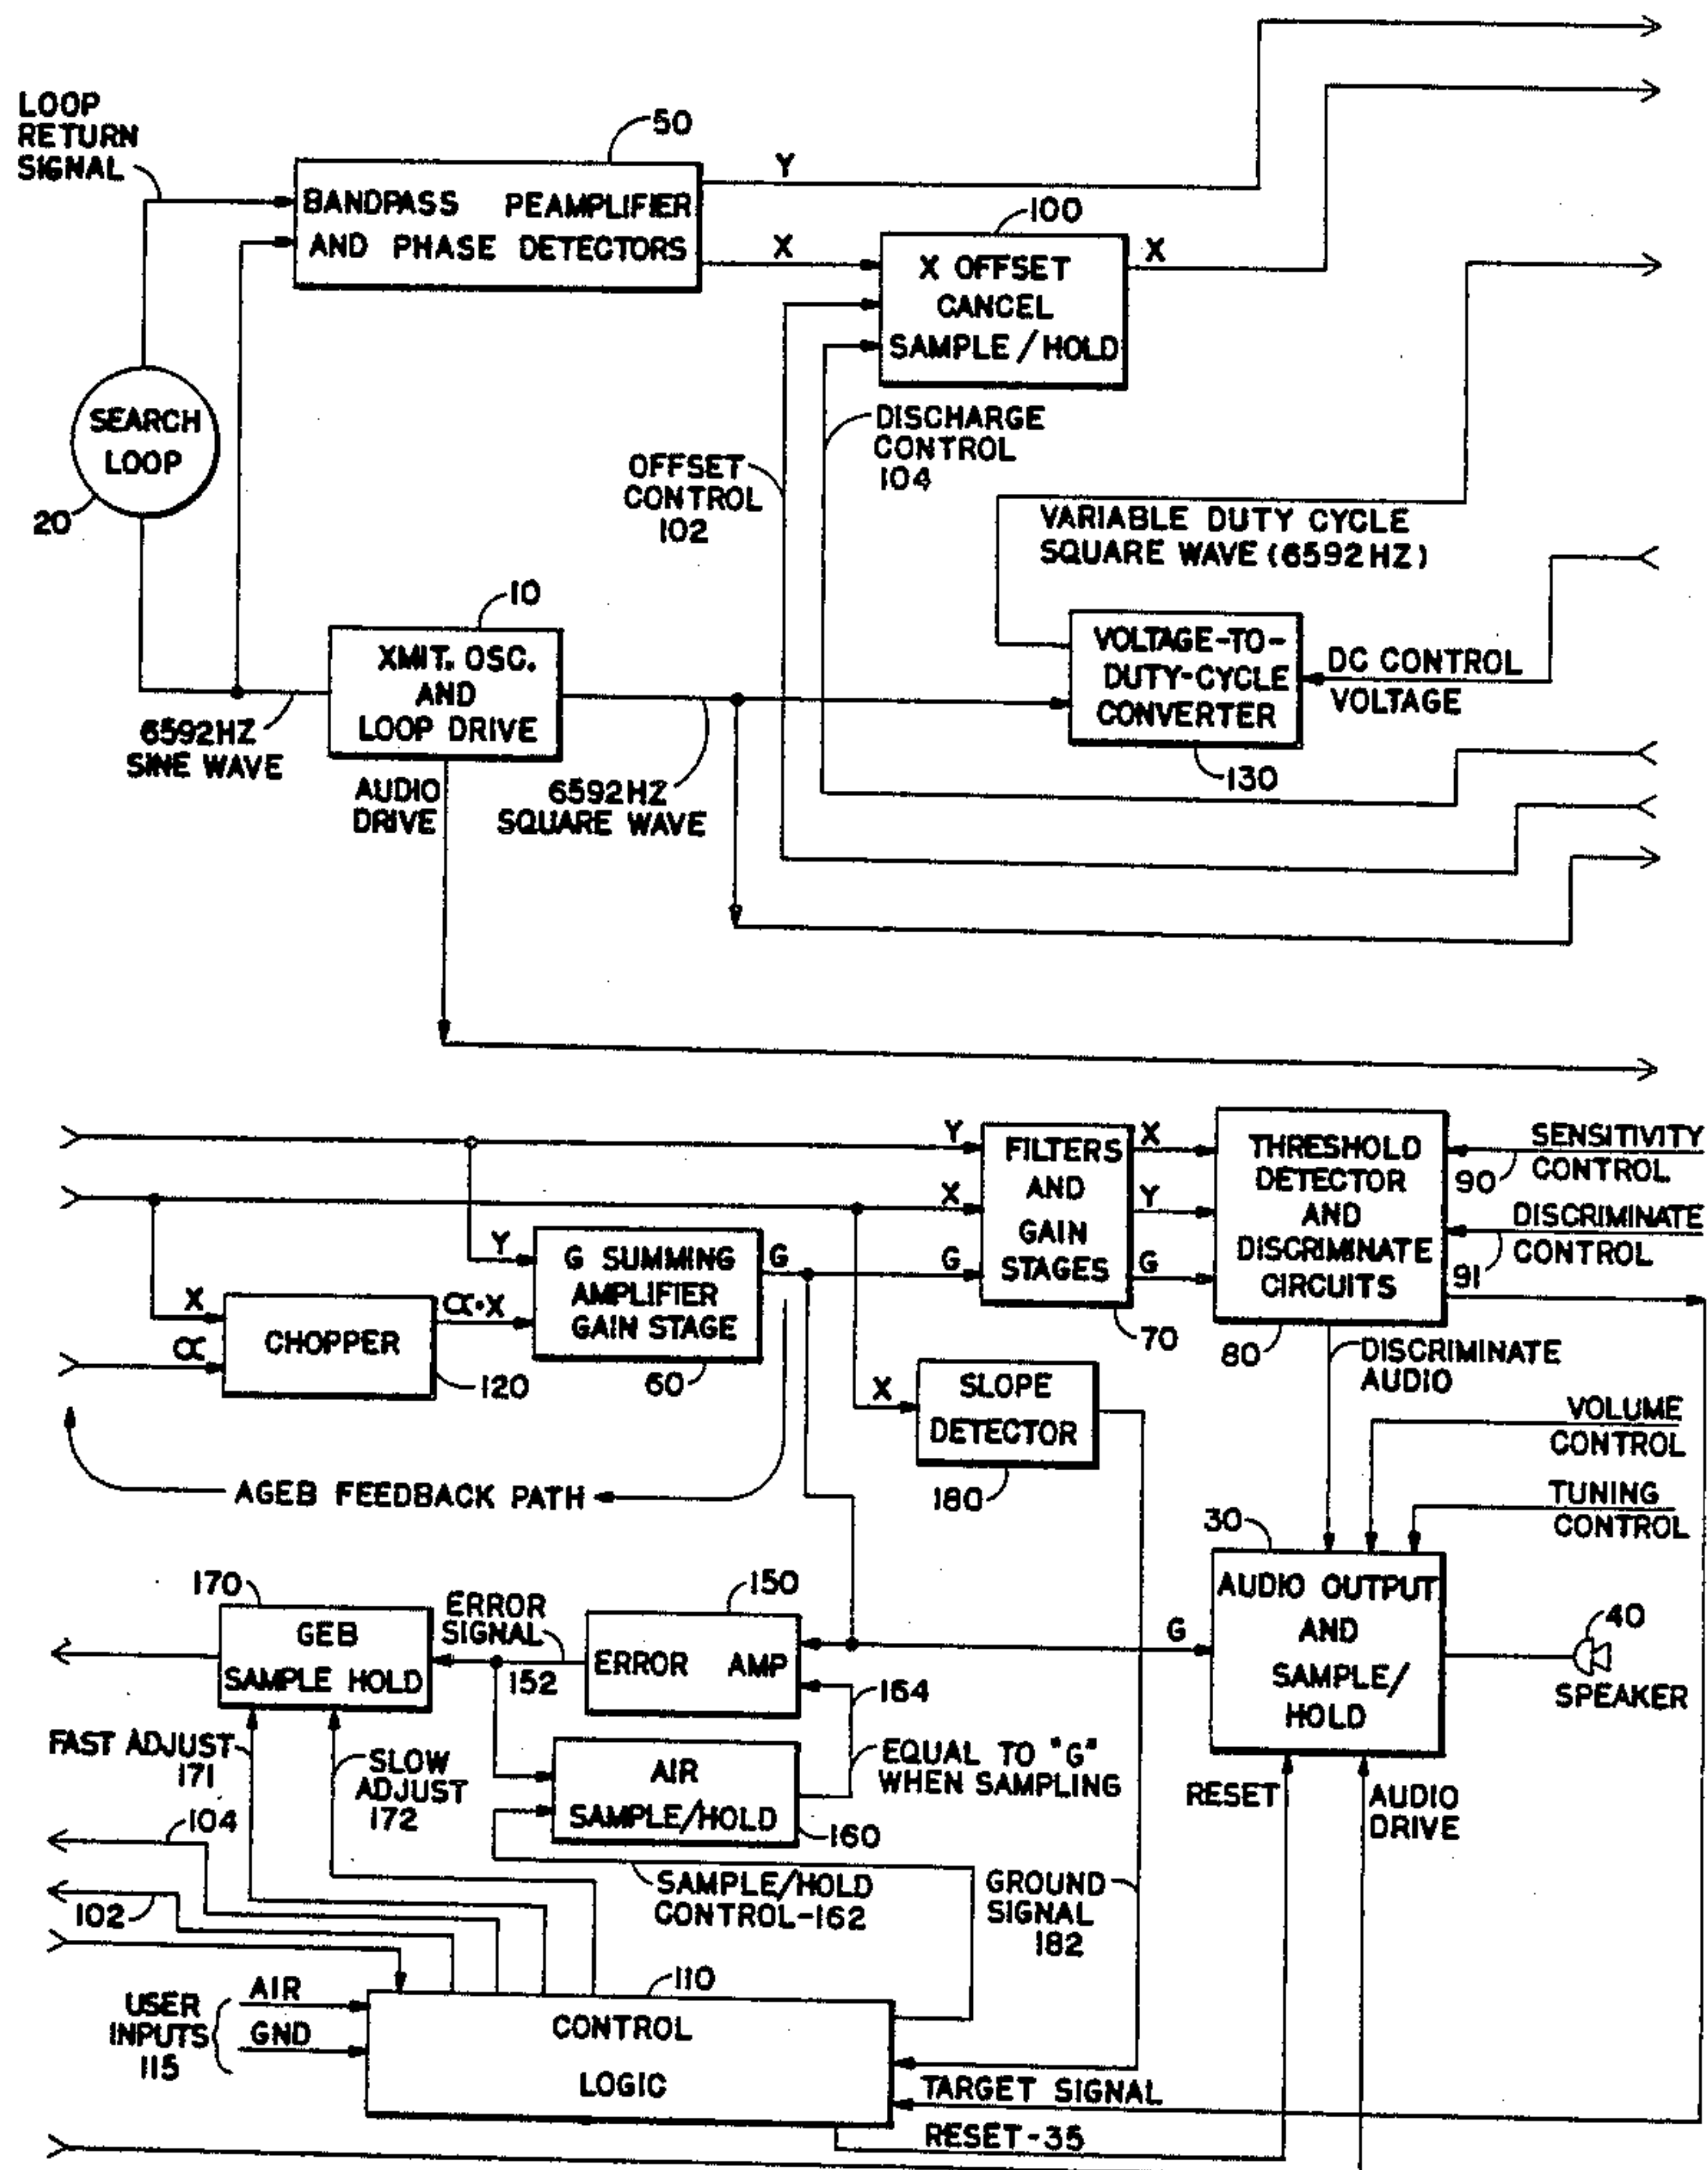 LOOP
RETURN
SIGNAL
50
BANDPASS PEAMPLIFIER
AND PHASE DETECTORS
Y
X
100
X OFFSET
CANCEL
SAMPLE / HOLD
X
SEARCH
LOOP
20
DISCHARGE
CONTROL
104
OFFSET
CONTROL
102
VARIABLE DUTY CYCLE
SQUARE WAVE (6592HZ)
10
XMIT. OSC.
AND
LOOP DRIVE
VOLTAGE-TO-
DUTY-CYCLE
CONVERTER
DC CONTROL
VOLTAGE
130
6592HZ
SINE WAVE
AUDIO
DRIVE
6592HZ
SQUARE WAVE
Y
X
G
FILTERS
AND
GAIN
STAGES
70
X
Y
G
THRESHOLD
DETECTOR
AND
DISCRIMINATE
CIRCUITS
80
SENSITIVITY
CONTROL
90
DISCRIMINATE
CONTROL
91
Y
G SUMMING
AMPLIFIER
GAIN STAGE
60
G
X
∝
CHOPPER
120
∝·X
X
SLOPE
DETECTOR
180
DISCRIMINATE
AUDIO
VOLUME
CONTROL
TUNING
CONTROL
AGEB FEEDBACK PATH
30
AUDIO OUTPUT
AND
SAMPLE/
HOLD
G
40
SPEAKER
170
GEB
SAMPLE HOLD
ERROR
SIGNAL
152
150
ERROR AMP
164
EQUAL TO "G"
WHEN SAMPLING
FAST ADJUST
171
SLOW
ADJUST
172
AIR
SAMPLE/HOLD
160
RESET
AUDIO
DRIVE
104
102
SAMPLE/HOLD
CONTROL-162
GROUND
SIGNAL
182
110
USER
INPUTS
115
AIR
GND
CONTROL
LOGIC
TARGET SIGNAL
RESET-35